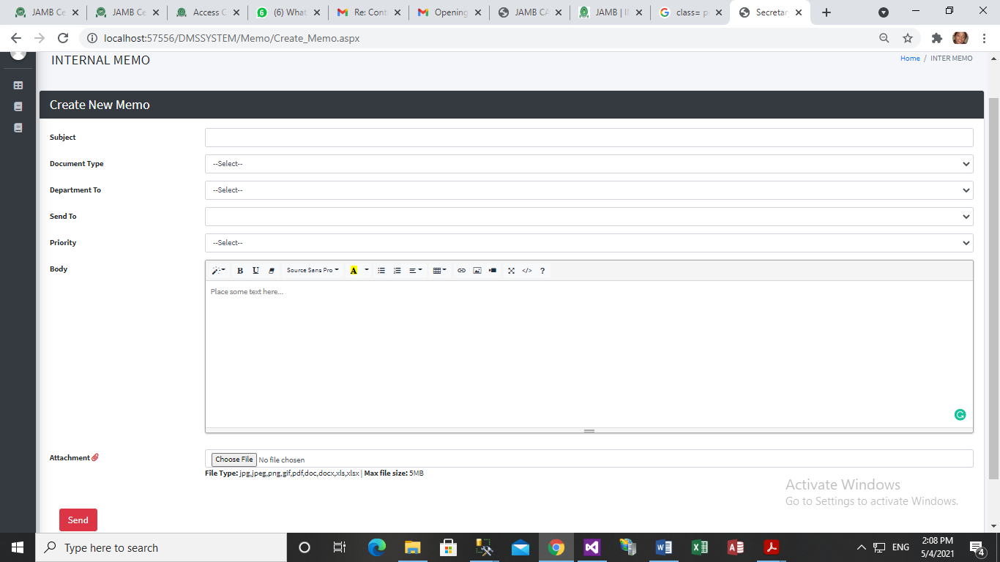 JAMB Ce
JAMB Ce
Access C
6 (6) What
Re: Cont
Opening
JAMB CA
JAMB | I
class= p
Secretar
localhost:57556/DMSSYSTEM/Memo/Create_Memo.aspx
INTERNAL MEMO
Home / INTER MEMO
Create New Memo
Subject
Document Type --Select--
Department To --Select--
Send To
Priority --Select--
Body
B U Source Sans Pro A </> ?
Place some text here...
Attachment Choose File No file chosen
File Type: jpg,jpeg,png,gif,pdf,doc,docx,xls,xlsx | Max file size: 5MB
Activate Windows
Go to Settings to activate Windows.
Send
Type here to search
ENG
2:08 PM
5/4/2021
4